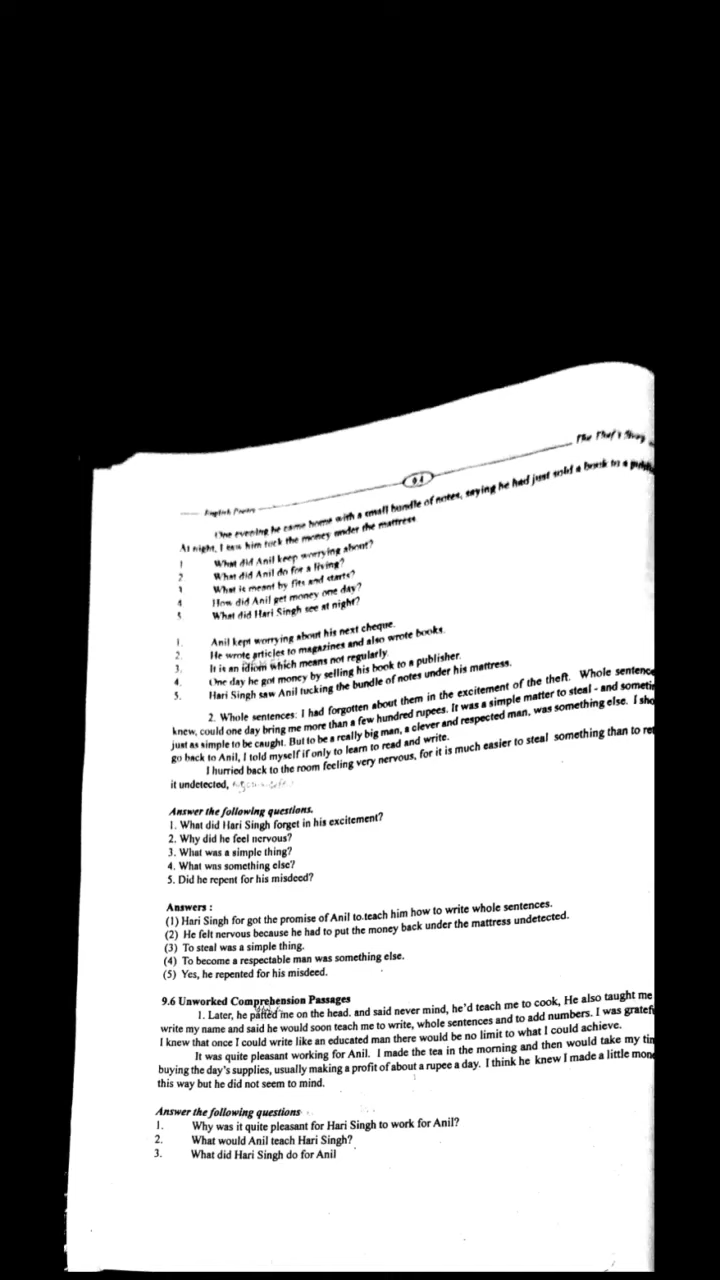 The Thief's Story
94
English Poetry
One evening he came home with a small bundle of notes, saying he had just sold a book to a
At night, I saw him tuck the money under the mattress
1 What did Anil keep worrying about?
2. What did Anil do for a living?
3 What is meant by fits and starts?
4 How did Anil get money one day?
5 What did Hari Singh see at night?
1. Anil kept worrying about his next cheque.
2. He wrote articles to magazines and also wrote books.
3. It is an idiom which means not regularly.
4. One day he got money by selling his book to a publisher.
5. Hari Singh saw Anil tucking the bundle of notes under his mattress.
2. Whole sentences: I had forgotten about them in the excitement of the theft. Whole sentence
knew, could one day bring me more than a few hundred rupees. It was a simple matter to steal - and someti
just as simple to be caught. But to be a really big man, a clever and respected man, was something else. I sho
go back to Anil, I told myself if only to learn to read and write.
I hurried back to the room feeling very nervous, for it is much easier to steal something than to ret
it undetected,
Answer the following questions.
1. What did Hari Singh forget in his excitement?
2. Why did he feel nervous?
3. What was a simple thing?
4. What was something else?
5. Did he repent for his misdeed?
Answers :
(1) Hari Singh for got the promise of Anil to teach him how to write whole sentences.
(2) He felt nervous because he had to put the money back under the mattress undetected.
(3) To steal was a simple thing.
(4) To become a respectable man was something else.
(5) Yes, he repented for his misdeed.
9.6 Unworked Comprehension Passages
1. Later, he patted me on the head. and said never mind, he'd teach me to cook, He also taught me
write my name and said he would soon teach me to write, whole sentences and to add numbers. I was gratef
I knew that once I could write like an educated man there would be no limit to what I could achieve.
It was quite pleasant working for Anil. I made the tea in the morning and then would take my tim
buying the day's supplies, usually making a profit of about a rupee a day. I think he knew I made a little mone
this way but he did not seem to mind.
Answer the following questions
1. Why was it quite pleasant for Hari Singh to work for Anil?
2. What would Anil teach Hari Singh?
3. What did Hari Singh do for Anil